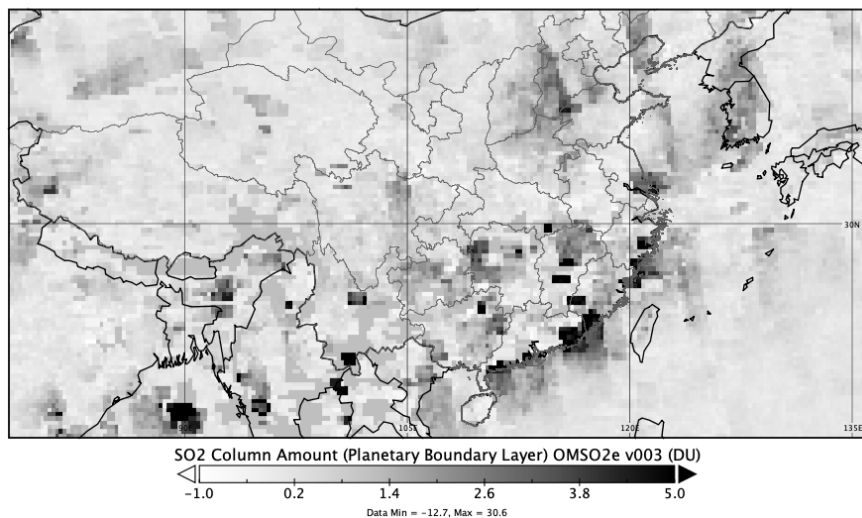 30N
90E
105E
120E
135E
SO2 Column Amount (Planetary Boundary Layer) OMSO2e v003 (DU)
-1.0 0.2 1.4 2.6 3.8 5.0
Data Min = -12.7, Max = 30.6